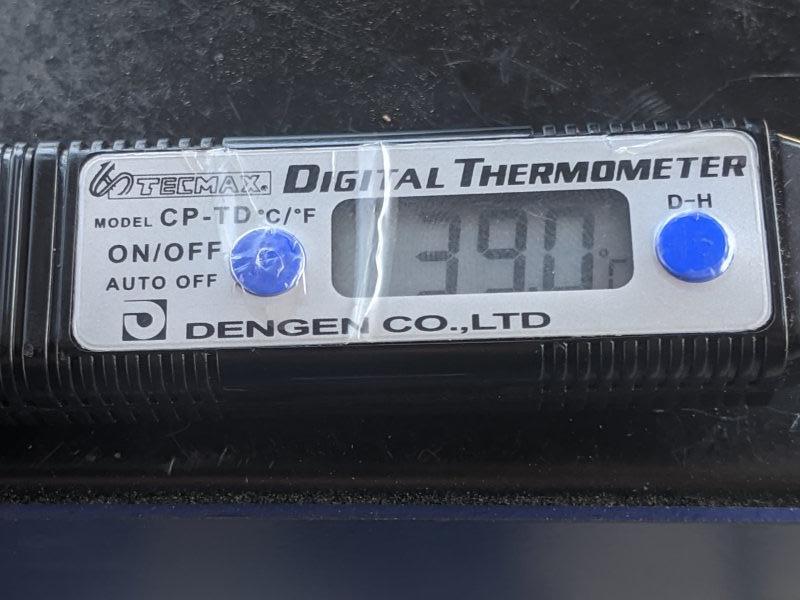 TECMAX® DIGITAL THERMOMETER
MODEL CP-TD °C/°F
D-H
ON/OFF
39.0
AUTO OFF
DENGEN CO.,LTD